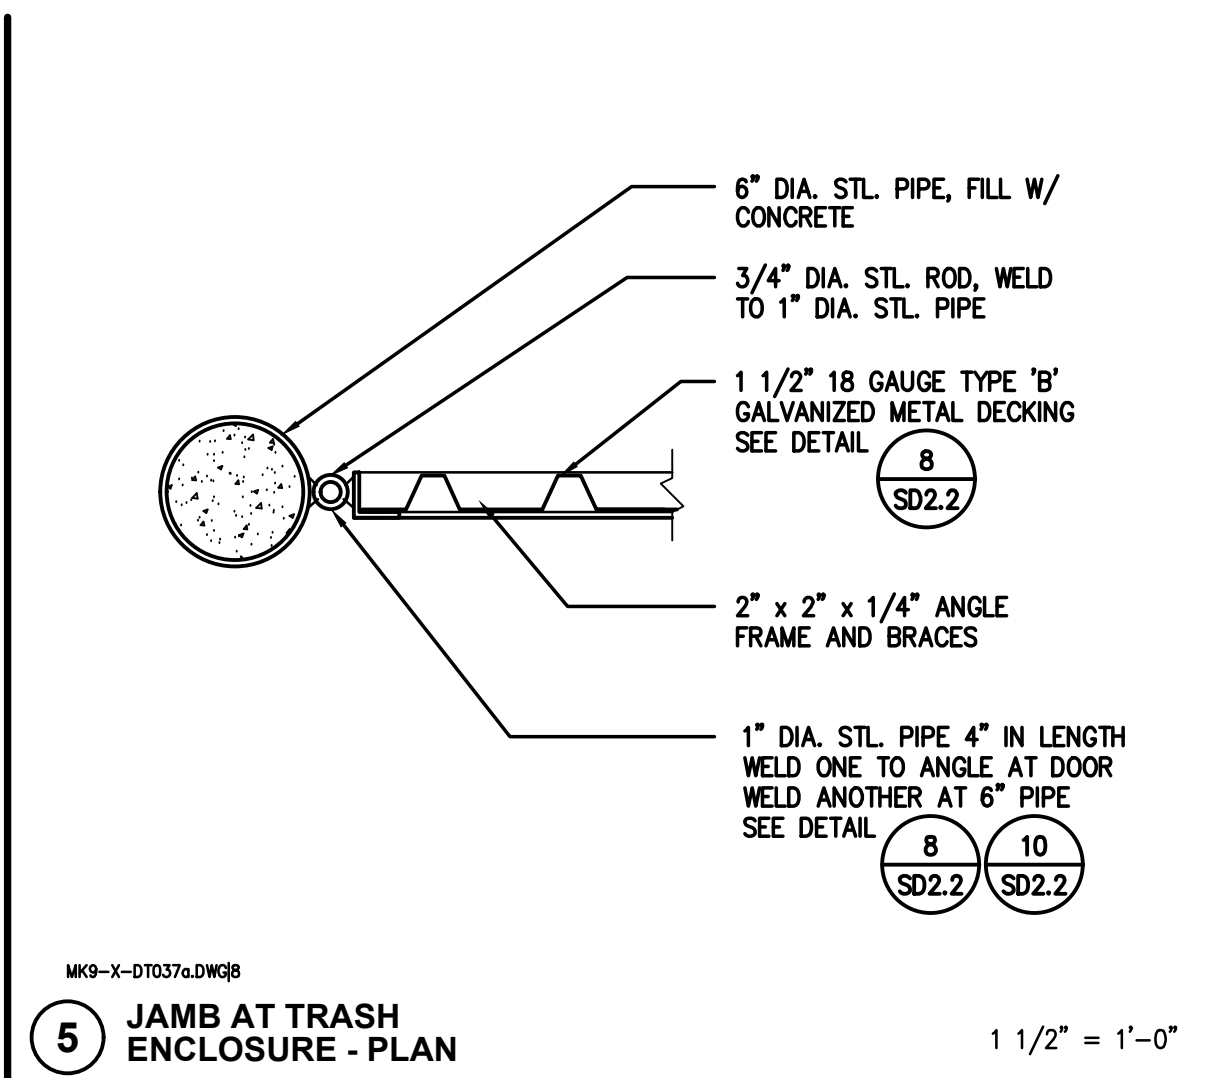 6" DIA. STL. PIPE, FILL W/
CONCRETE
3/4" DIA. STL. ROD, WELD
TO 1" DIA. STL. PIPE
1 1/2" 18 GAUGE TYPE 'B'
GALVANIZED METAL DECKING
SEE DETAIL
8
SD2.2
2" x 2" x 1/4" ANGLE
FRAME AND BRACES
1" DIA. STL. PIPE 4" IN LENGTH
WELD ONE TO ANGLE AT DOOR
WELD ANOTHER AT 6" PIPE
SEE DETAIL
8
SD2.2
10
SD2.2
MK9-X-DT037a.DWG|8
5
JAMB AT TRASH
ENCLOSURE - PLAN
1 1/2" = 1'-0"